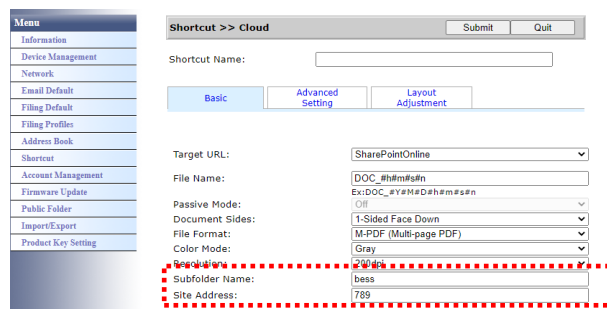 Menu
Information
Device Management
Network
Email Default
Filing Default
Filing Profiles
Address Book
Shortcut
Account Management
Firmware Update
Public Folder
Import/Export
Product Key Setting
Shortcut >> Cloud Submit Quit
Shortcut Name:
Basic Advanced Setting Layout Adjustment
Target URL: SharePointOnline
File Name: DOC_#h#m#s#n
Ex:DOC_#Y#M#D#h#m#s#n
Passive Mode: Off
Document Sides: 1-Sided Face Down
File Format: M-PDF (Multi-page PDF)
Color Mode: Gray
Resolution: 200dpi
Subfolder Name: bess
Site Address: 789